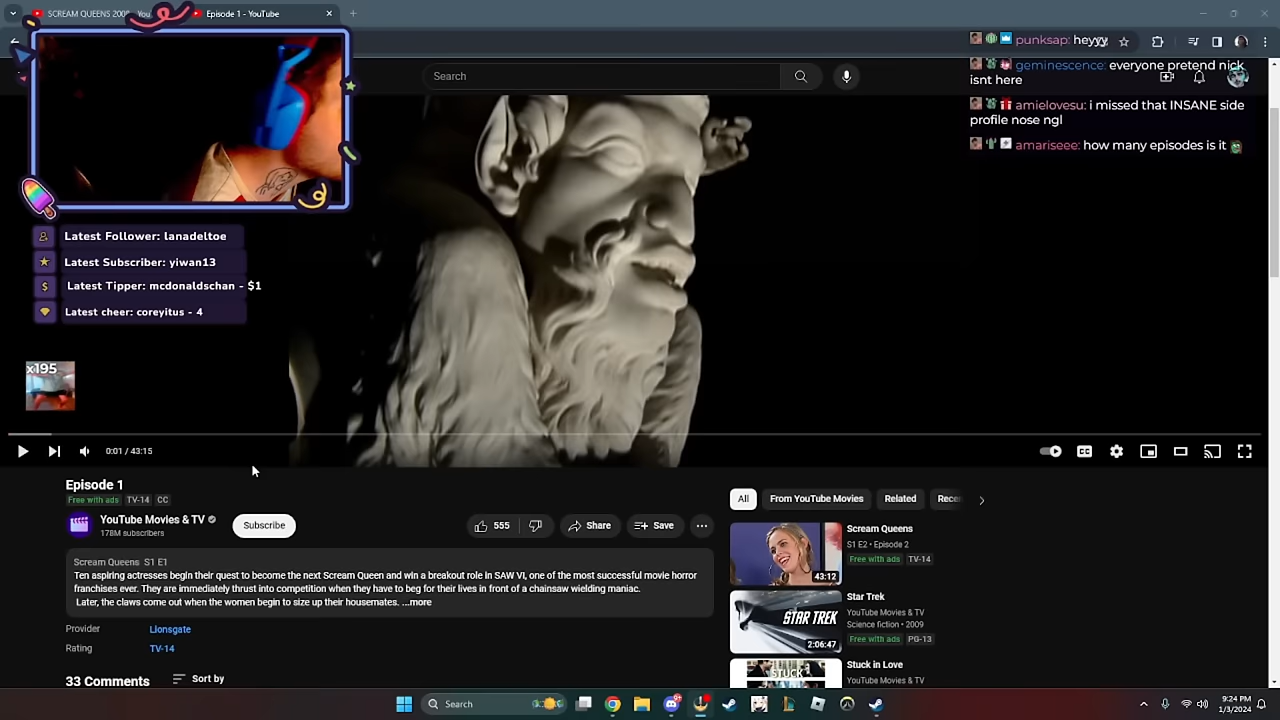 SCREAM QUEENS 200
You
Episode 1 - YouTube
punksap: heyyy
geminescence: everyone pretend nick
isnt here
amielovesu: i missed that INSANE side
profile nose ngl
amariseee: how many episodes is it
Search
Latest Follower: lanadeltoe
Latest Subscriber: yiwan13
Latest Tipper: mcdonaldschan - $1
Latest cheer: coreyitus - 4
x195
0:01 / 43:15
CC
Episode 1
Free with ads TV-14 CC
YouTube Movies & TV
178M subscribers
Subscribe
555
Share
Save
Scream Queens S1 E1
Ten aspiring actresses begin their quest to become the next Scream Queen and win a breakout role in SAW VI, one of the most successful movie horror
franchises ever. They are immediately thrust into competition when they have to beg for their lives in front of a chainsaw wielding maniac.
Later, the claws come out when the women begin to size up their housemates. ...more
Provider Lionsgate
Rating TV-14
33 Comments Sort by
All From YouTube Movies Related Rece
Scream Queens
S1 E2 • Episode 2
Free with ads TV-14
43:12
Star Trek
YouTube Movies & TV
Science fiction • 2009
Free with ads PG-13
STAR TREK
2:06:47
Stuck in Love
YouTube Movies & TV
STUCK
Search
9:24 PM
1/3/2024